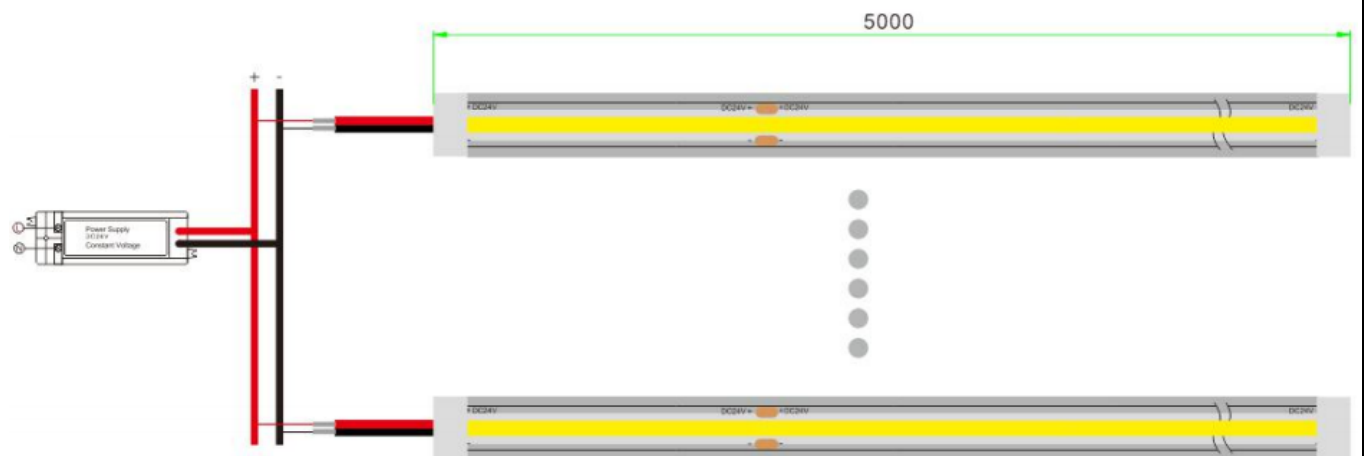 5000
+ -
+ DC24V DC24V+ +DC24V DC24V
- -
L
N
Power Supply
DC24V
Constant Voltage
+ DC24V DC24V+ +DC24V DC24V
- -